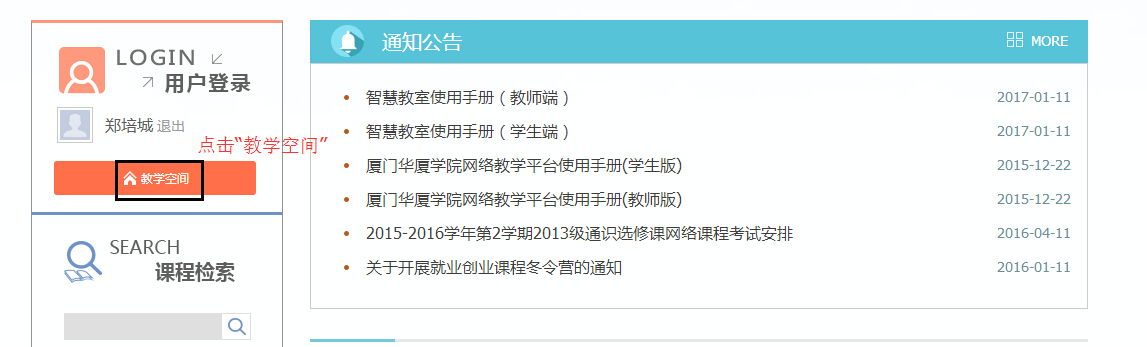 LOGIN
用户登录
郑培城 退出
点击“教学空间”
教学空间
SEARCH
课程检索
通知公告
MORE
智慧教室使用手册（教师端） 2017-01-11
智慧教室使用手册（学生端） 2017-01-11
厦门华厦学院网络教学平台使用手册(学生版) 2015-12-22
厦门华厦学院网络教学平台使用手册(教师版) 2015-12-22
2015-2016学年第2学期2013级通识选修课网络课程考试安排 2016-04-11
关于开展就业创业课程冬令营的通知 2016-01-11